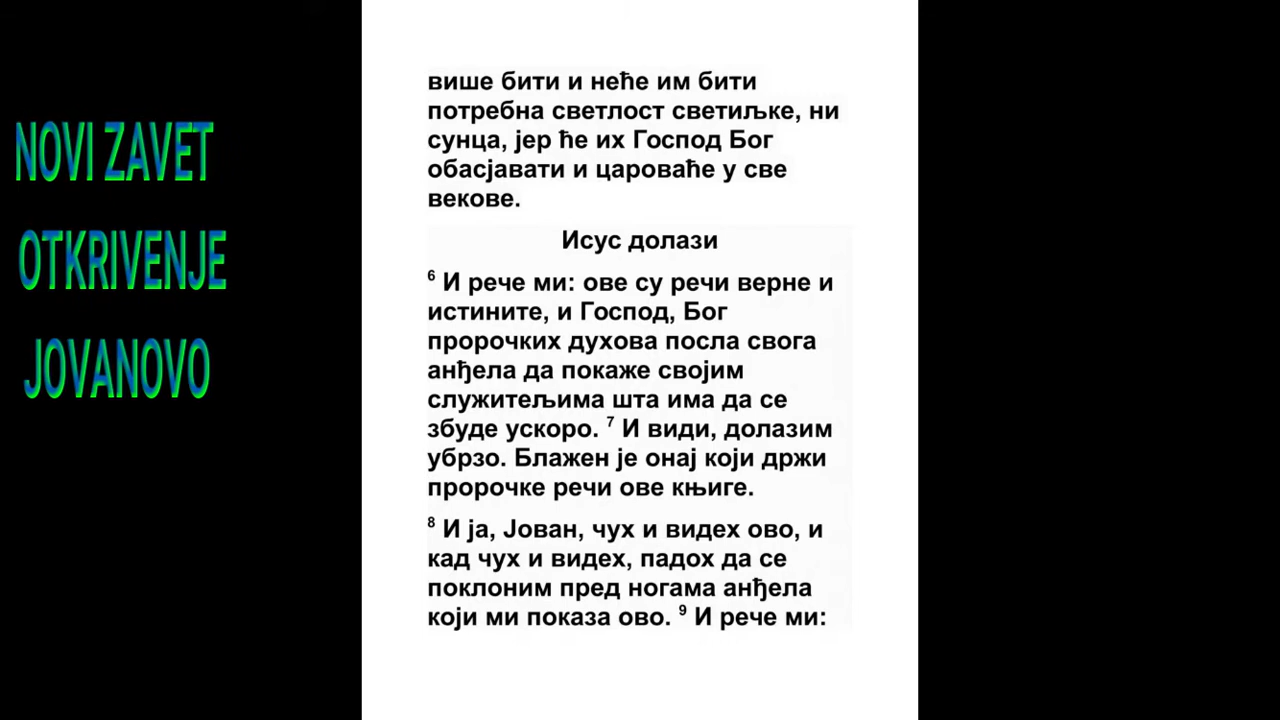 NOVI ZAVET
OTKRIVENJE
JOVANOVO
више бити и неће им бити
потребна светлост светиљке, ни
сунца, јер ће их Господ Бог
обасјавати и цароваће у све
векове.
Исус долази
6 И рече ми: ове су речи верне и
истините, и Господ, Бог
пророчких духова посла свога
анђела да покаже својим
служитељима шта има да се
збуде ускоро. 7 И види, долазим
убрзо. Блажен је онај који држи
пророчке речи ове књиге.
8 И ја, Јован, чух и видех ово, и
кад чух и видех, падох да се
поклоним пред ногама анђела
који ми показа ово. 9 И рече ми: